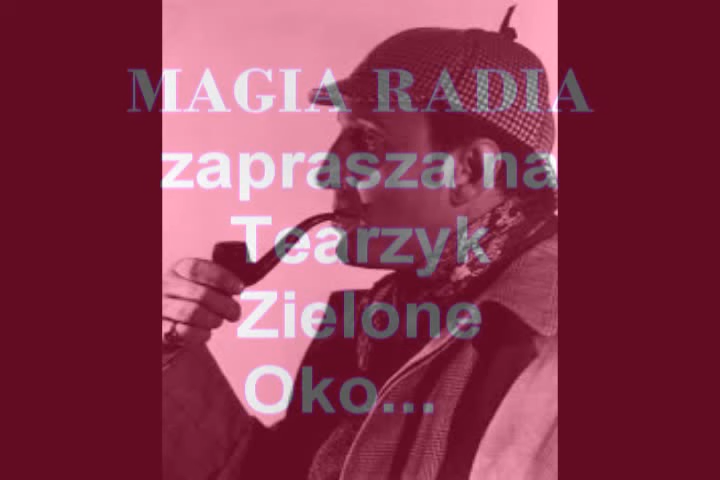 MAGIA RADIA
zaprasza na
Tearzyk
Zielone
Oko...